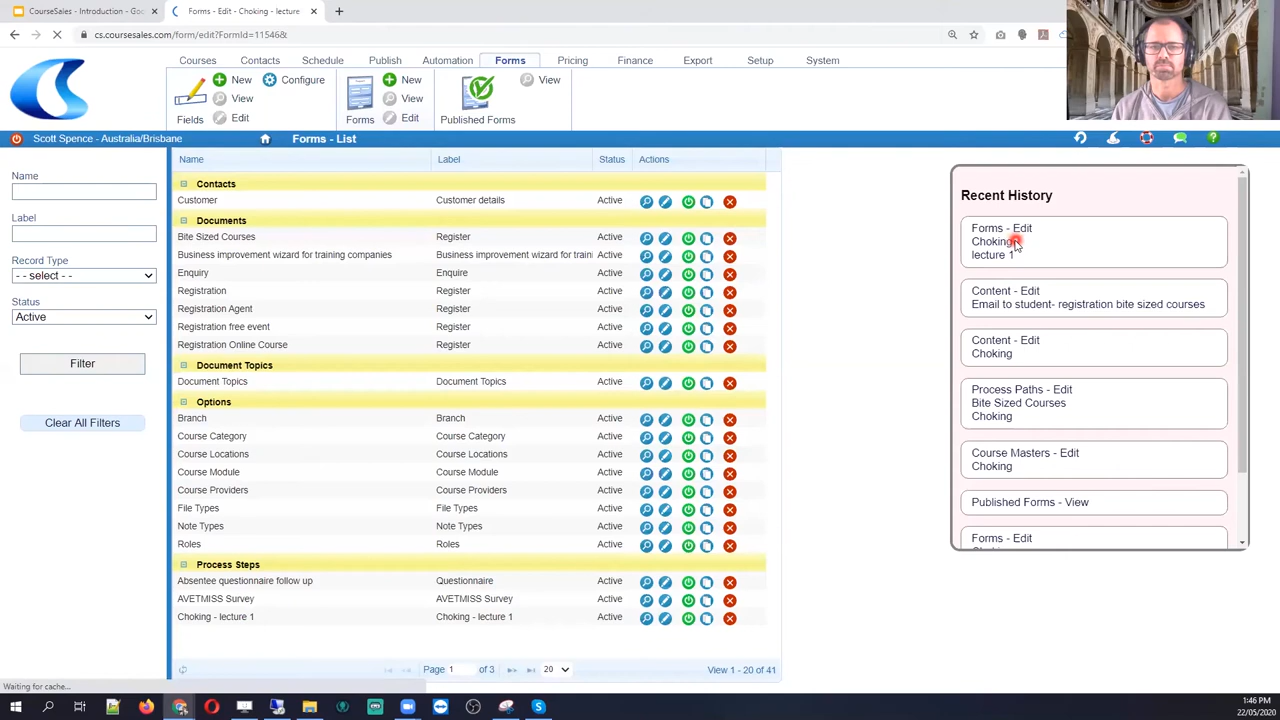 CourseSales - Introduction - Goo
Forms - Edit - Choking - lecture
cs.coursesales.com/form/edit?FormId=11546&
Courses Contacts Schedule Publish Automation Forms Pricing Finance Export Setup System
New Configure New View
View View
Fields Edit Forms Edit Published Forms
Scott Spence - Australia/Brisbane Forms - List
Name
Label
Record Type
- - select - -
Status
Active
Filter
Clear All Filters
Name Label Status Actions
Contacts
Customer Customer details Active
Documents
Bite Sized Courses Register Active
Business improvement wizard for training companies Business improvement wizard for traini Active
Enquiry Enquire Active
Registration Register Active
Registration Agent Register Active
Registration free event Register Active
Registration Online Course Register Active
Document Topics
Document Topics Document Topics Active
Options
Branch Branch Active
Course Category Course Category Active
Course Locations Course Locations Active
Course Module Course Module Active
Course Providers Course Providers Active
File Types File Types Active
Note Types Note Types Active
Roles Roles Active
Process Steps
Absentee questionnaire follow up Questionnaire Active
AVETMISS Survey AVETMISS Survey Active
Choking - lecture 1 Choking - lecture 1 Active
Page 1 of 3 20 View 1 - 20 of 41
Recent History
Forms - Edit
Choking
lecture 1
Content - Edit
Email to student- registration bite sized courses
Content - Edit
Choking
Process Paths - Edit
Bite Sized Courses
Choking
Course Masters - Edit
Choking
Published Forms - View
Forms - Edit
Waiting for cache...
1:46 PM
22/05/2020